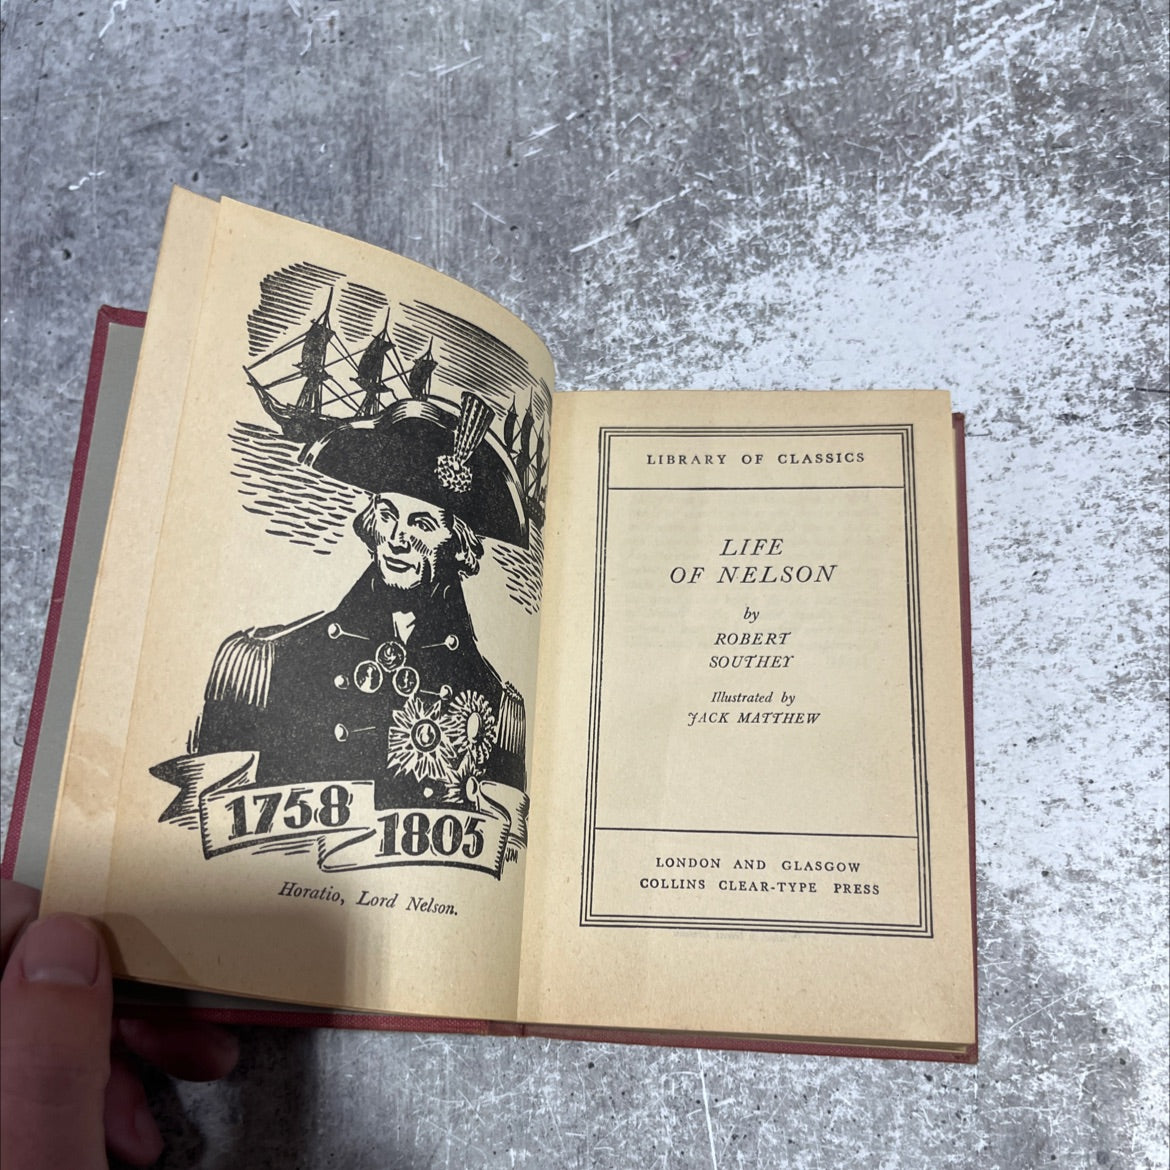 1758
1805
JM
Horatio, Lord Nelson.
LIBRARY OF CLASSICS
LIFE
OF NELSON
by
ROBERT
SOUTHEY
Illustrated by
JACK MATTHEW
LONDON AND GLASGOW
COLLINS CLEAR-TYPE PRESS